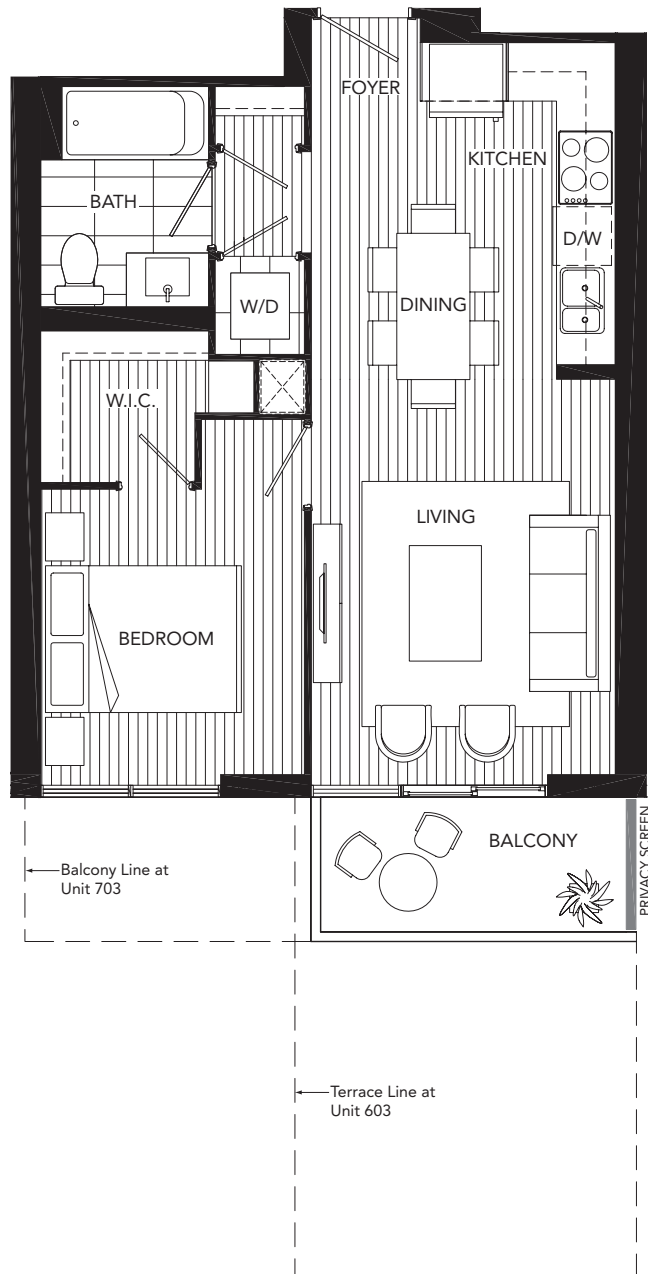 FOYER
KITCHEN
BATH
D/W
W/D
DINING
W.I.C.
LIVING
BEDROOM
BALCONY
PRIVACY SCREEN
Balcony Line at
Unit 703
Terrace Line at
Unit 603